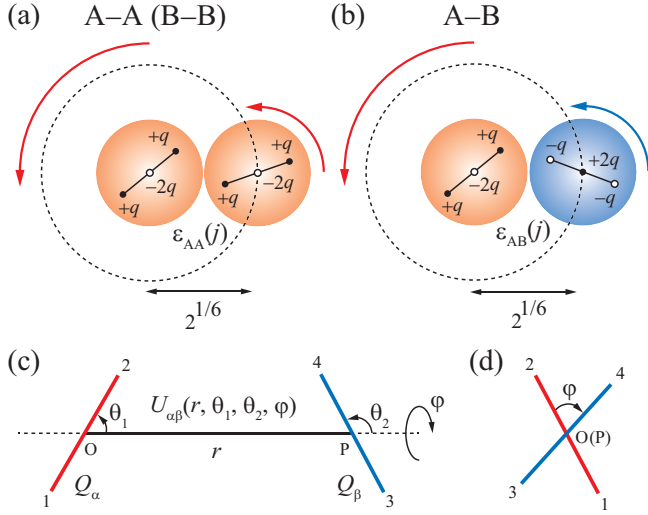 (a) A–A (B–B)
+q
−2q
+q
+q
−2q
+q
ε_AA(j)
2^1/6
(b) A–B
+q
−2q
+q
−q
+2q
−q
ε_AB(j)
2^1/6
(c)
2
4
U_αβ(r, θ_1, θ_2, φ)
θ_1
θ_2
φ
O
P
r
1
Q_α
Q_β
3
(d)
2
φ
4
O(P)
3
1